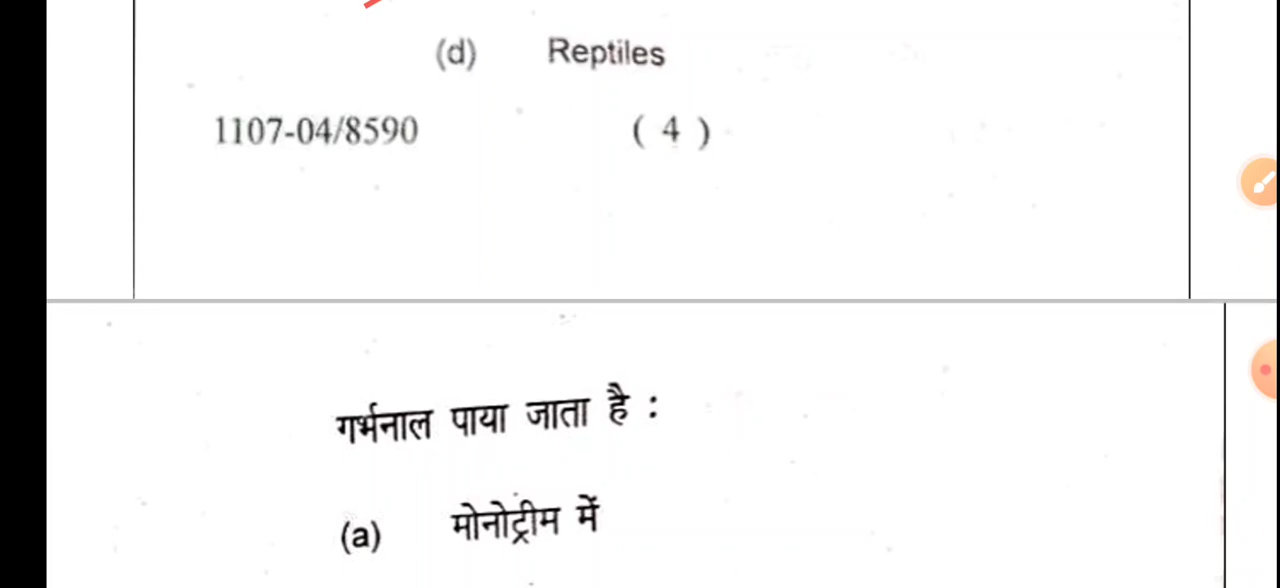 (d) Reptiles
1107-04/8590 ( 4 )
गर्भनाल पाया जाता है :
(a) मोनोट्रीम में